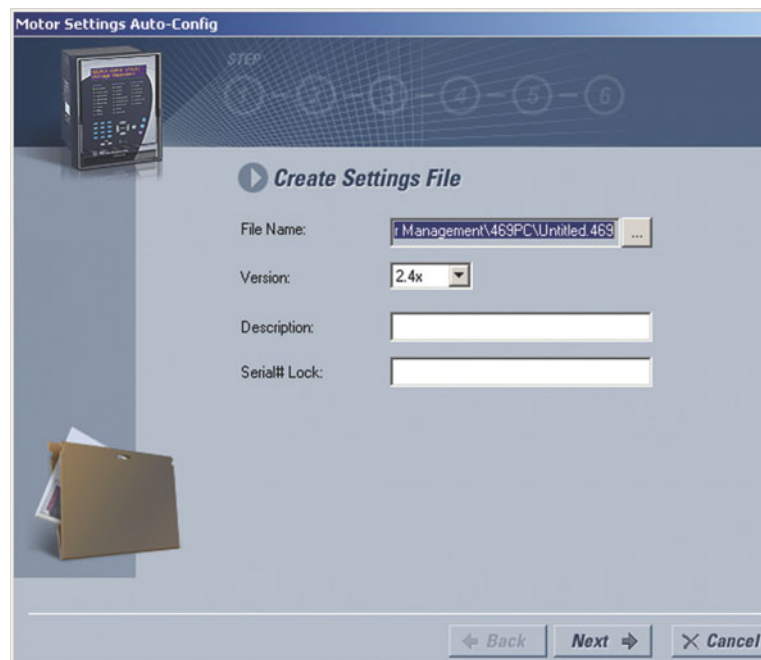 Motor Settings Auto-Config
STEP
1 2 3 4 5 6
Create Settings File
File Name: r Management\469PC\Untitled.469 ...
Version: 2.4x
Description:
Serial# Lock:
Back Next Cancel